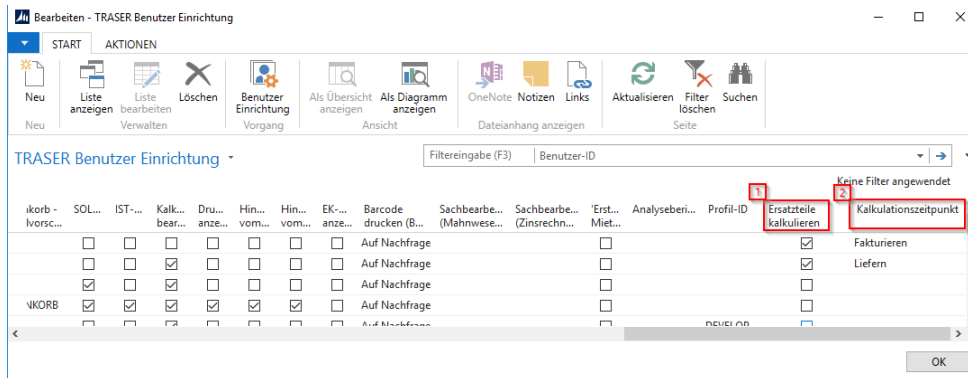 Bearbeiten - TRASER Benutzer Einrichtung
START AKTIONEN
Neu Liste anzeigen Liste bearbeiten Löschen Benutzer Einrichtung Als Übersicht anzeigen Als Diagramm anzeigen OneNote Notizen Links Aktualisieren Filter löschen Suchen
Neu Verwalten Vorgang Ansicht Dateianhang anzeigen Seite
TRASER Benutzer Einrichtung
Filtereingabe (F3) Benutzer-ID
Keine Filter angewendet
1 2
ikorb - SOL... IST-... Kalk... Dru... Hin... Hin... EK-... Barcode Sachbearbe... Sachbearbe... 'Erst... Analyseberi... Profil-ID Ersatzteile Kalkulationszeitpunkt
lvorsc... bear... anze... vom... vom... anze... drucken (B... (Mahnwese... (Zinsrechn... Miet... kalkulieren
Auf Nachfrage Fakturieren
Auf Nachfrage Liefern
Auf Nachfrage
NKORB Auf Nachfrage
Auf Nachfrage DEVELOP
OK